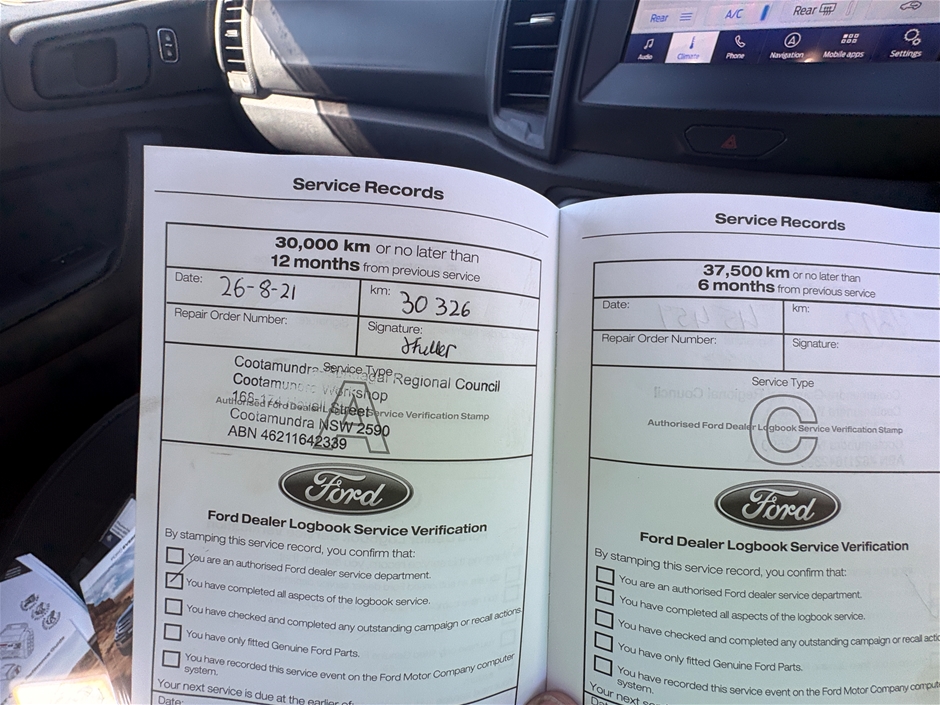 Rear
A/C
Rear
Audio
Climate
Phone
Navigation
Mobile apps
Settings
Service Records
30,000 km or no later than
12 months from previous service
Date: 26-8-21
km: 30 326
Repair Order Number:
Signature:
Service Type
A
Authorised Ford Dealer Service Verification Stamp
Cootamundra Regional Council
Cootamundra Workshop
Street
Cootamundra NSW 2590
ABN 46211642339
Ford
Ford Dealer Logbook Service Verification
By stamping this service record, you confirm that:
You are an authorised Ford dealer service department.
You have completed all aspects of the logbook service.
You have checked and completed any outstanding campaign or recall actions.
You have only fitted Genuine Ford Parts.
You have recorded this service event on the Ford Motor Company computer
system.
Your next service is due at the earlier of:
Date:
Service Records
37,500 km or no later than
6 months from previous service
Date:
km:
Repair Order Number:
Signature:
Service Type
C
Authorised Ford Dealer Logbook Service Verification Stamp
Ford
Ford Dealer Logbook Service Verification
By stamping this service record, you confirm that:
You are an authorised Ford dealer service department.
You have completed all aspects of the logbook service.
You have checked and completed any outstanding campaign or recall
You have only fitted Genuine Ford Parts.
You have recorded this service event on the Ford Motor Company
system.
Your next